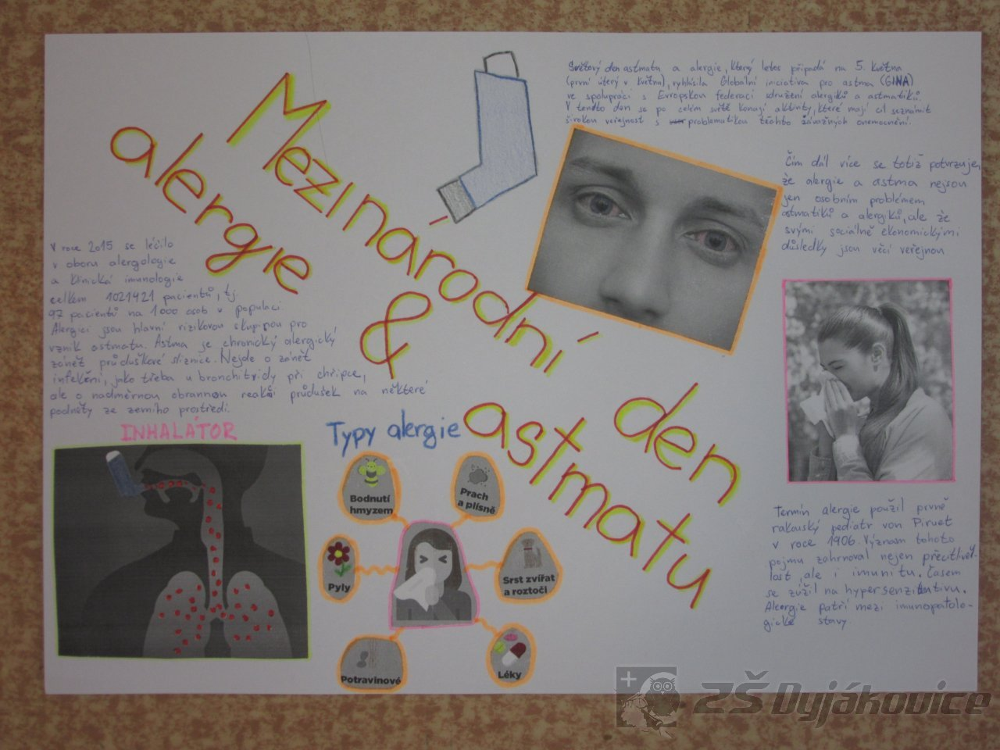 Mezinárodní den
alergie
&
astmatu
Světový den astmatu a alergie, který letos připadá na 5. května
(první úterý v květnu), vyhlásila Globální iniciativa pro astma (GINA)
ve spolupráci s Evropskou federací sdružení alergiků a astmatiků.
V tento den se po celém světě konají aktivity, které mají cíl seznámit
širokou veřejnost s problematikou těchto závažných onemocnění.
Čím dál více se totiž potvrzujen
že alergie a astma nejsou
jen osobním problémem
astmatiků a alergiků, ale že
svými sociálně ekonomickými
důsledky jsou věcí veřejnou
V roce 2015 se léčilo
v oboru alergologie
a klinická imunologie
celkem 1021421 pacientů, tj.
97 pacientů na 1000 osob v populaci.
Alergici jsou hlavní rizikovou skupinou pro
vznik astmatu. Astma je chronický alergický
zánět průduškové sliznice. Nejde o zánět
infekční, jako třeba u bronchitidy při chřipce,
ale o nadměrnou obrannou reakci průdušek na některé
podněty ze zevního prostředí.
INHALÁTOR
Typy alergie
Bodnutí
hmyzem
Prach
a plísně
Pyly
Srst zvířat
a roztoči
Potravinové
Léky
Termín alergie použil prvně
rakouský pediatr von Piruet
v roce 1906. Význam tohoto
pojmu zahrnoval nejen přecitlivěl-
lost ale i imunitu. Časem
se zúžil na hypersenzitivu.
Alergie patří mezi imunopatolo-
gické stavy.
ZŠ Dyjákovice